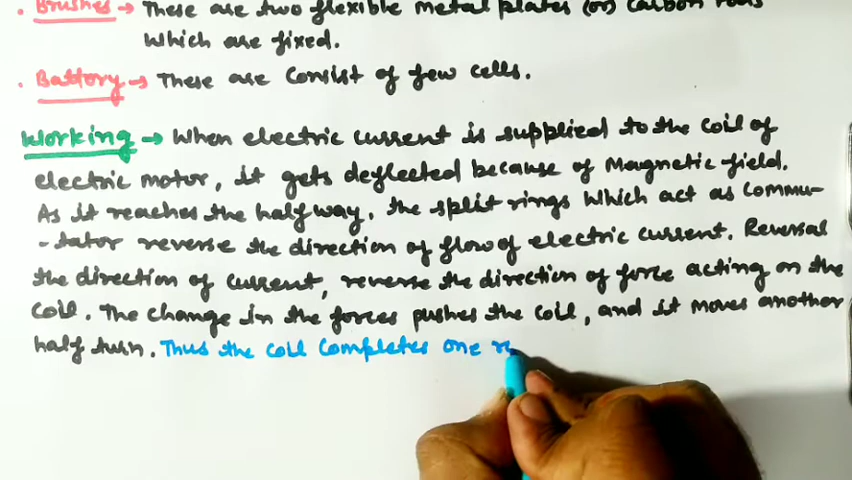 . Brushes → These are two flexible metal plates (or) Carbon rods
Which are fixed.
. Battory → These are Consist of few cells.
Working → When electric current is supplied to the coil of
electric motor, it gets deflected because of Magnetic field.
As it reaches the half way. the split rings which act as Commu-
-tator reverse the direction of flow of electric current. Reversal
the direction of current, reverse the direction of force acting on the
Coil. The change in the forces pushes the coil, and it moves another
half turn. Thus the coil Completes one